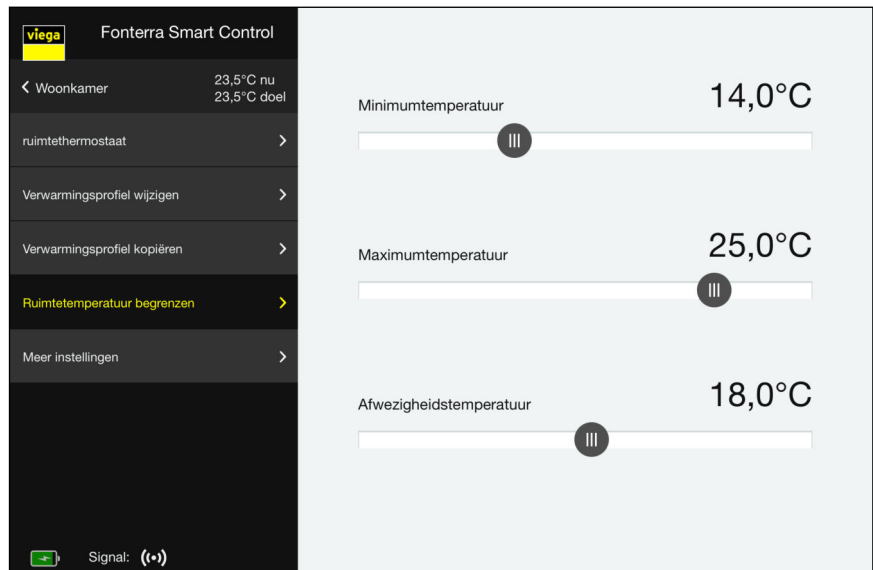 viega
Fonterra Smart Control
Woonkamer
23,5°C nu
23,5°C doel
ruimtethermostaat
Verwarmingsprofiel wijzigen
Verwarmingsprofiel kopiëren
Ruimtetemperatuur begrenzen
Meer instellingen
Signal:
Minimumtemperatuur
14,0°C
Maximumtemperatuur
25,0°C
Afwezigheidstemperatuur
18,0°C